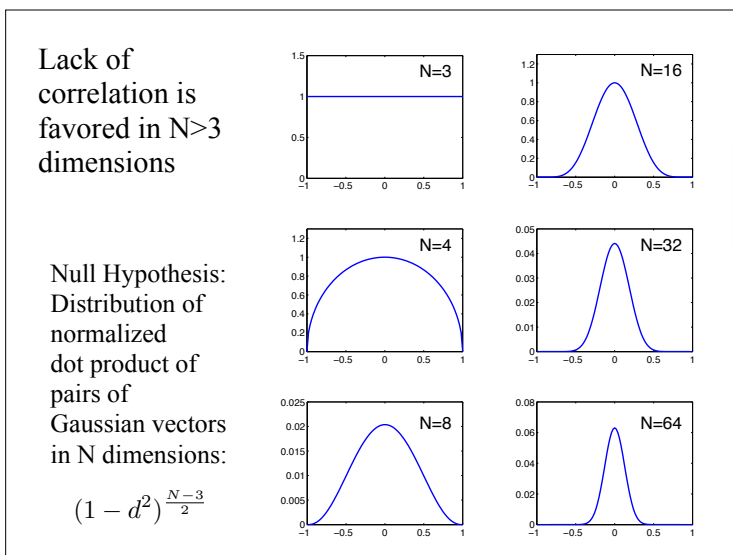 Lack of
correlation is
favored in N>3
dimensions
Null Hypothesis:
Distribution of
normalized
dot product of
pairs of
Gaussian vectors
in N dimensions:
(1 − d²)^{\frac{N−3}{2}}
N=3
1.5
1
0.5
0
−1 −0.5 0 0.5 1
N=16
1.2
1
0.8
0.6
0.4
0.2
0
−1 −0.5 0 0.5 1
N=4
1.2
1
0.8
0.6
0.4
0.2
0
−1 −0.5 0 0.5 1
N=32
0.05
0.04
0.03
0.02
0.01
0
−1 −0.5 0 0.5 1
N=8
0.025
0.02
0.015
0.01
0.005
0
−1 −0.5 0 0.5 1
N=64
0.08
0.06
0.04
0.02
0
−1 −0.5 0 0.5 1